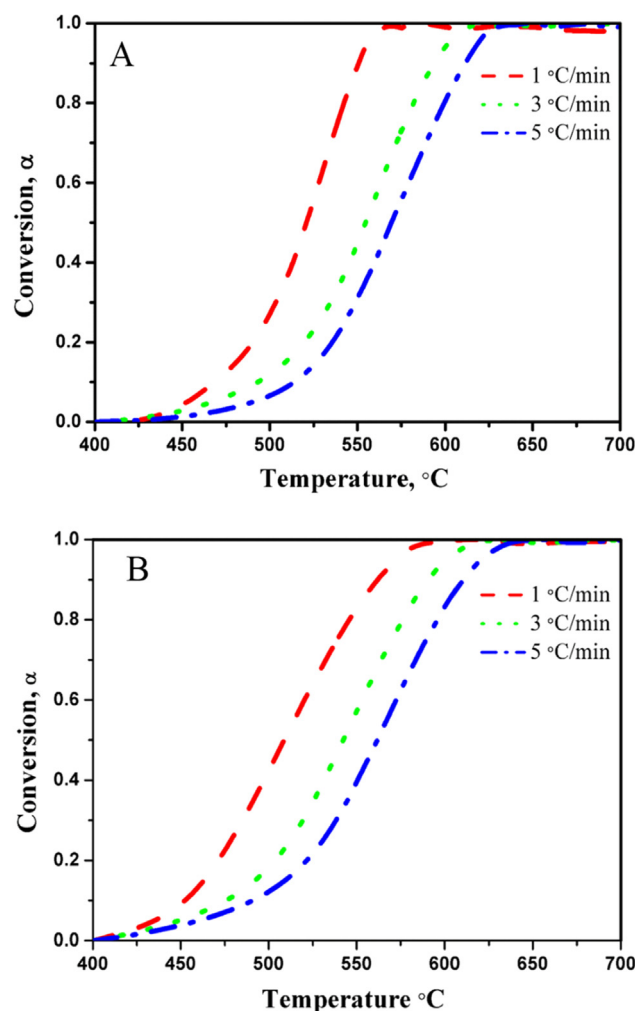 A
1.0
0.8
0.6
0.4
0.2
0.0
Conversion, α
1 °C/min
3 °C/min
5 °C/min
400 450 500 550 600 650 700
Temperature, °C
B
1.0
0.8
0.6
0.4
0.2
0.0
Conversion, α
1 °C/min
3 °C/min
5 °C/min
400 450 500 550 600 650 700
Temperature °C